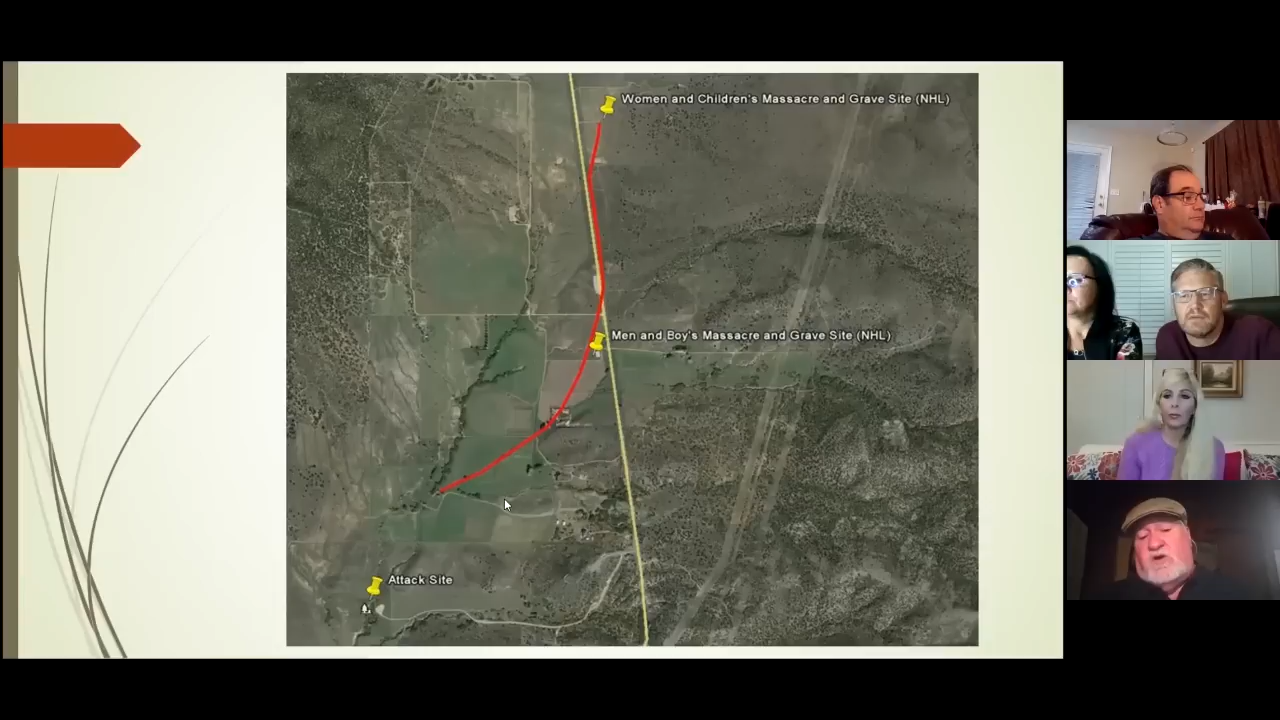 Women and Children's Massacre and Grave Site (NHL)
Men and Boy's Massacre and Grave Site (NHL)
Attack Site